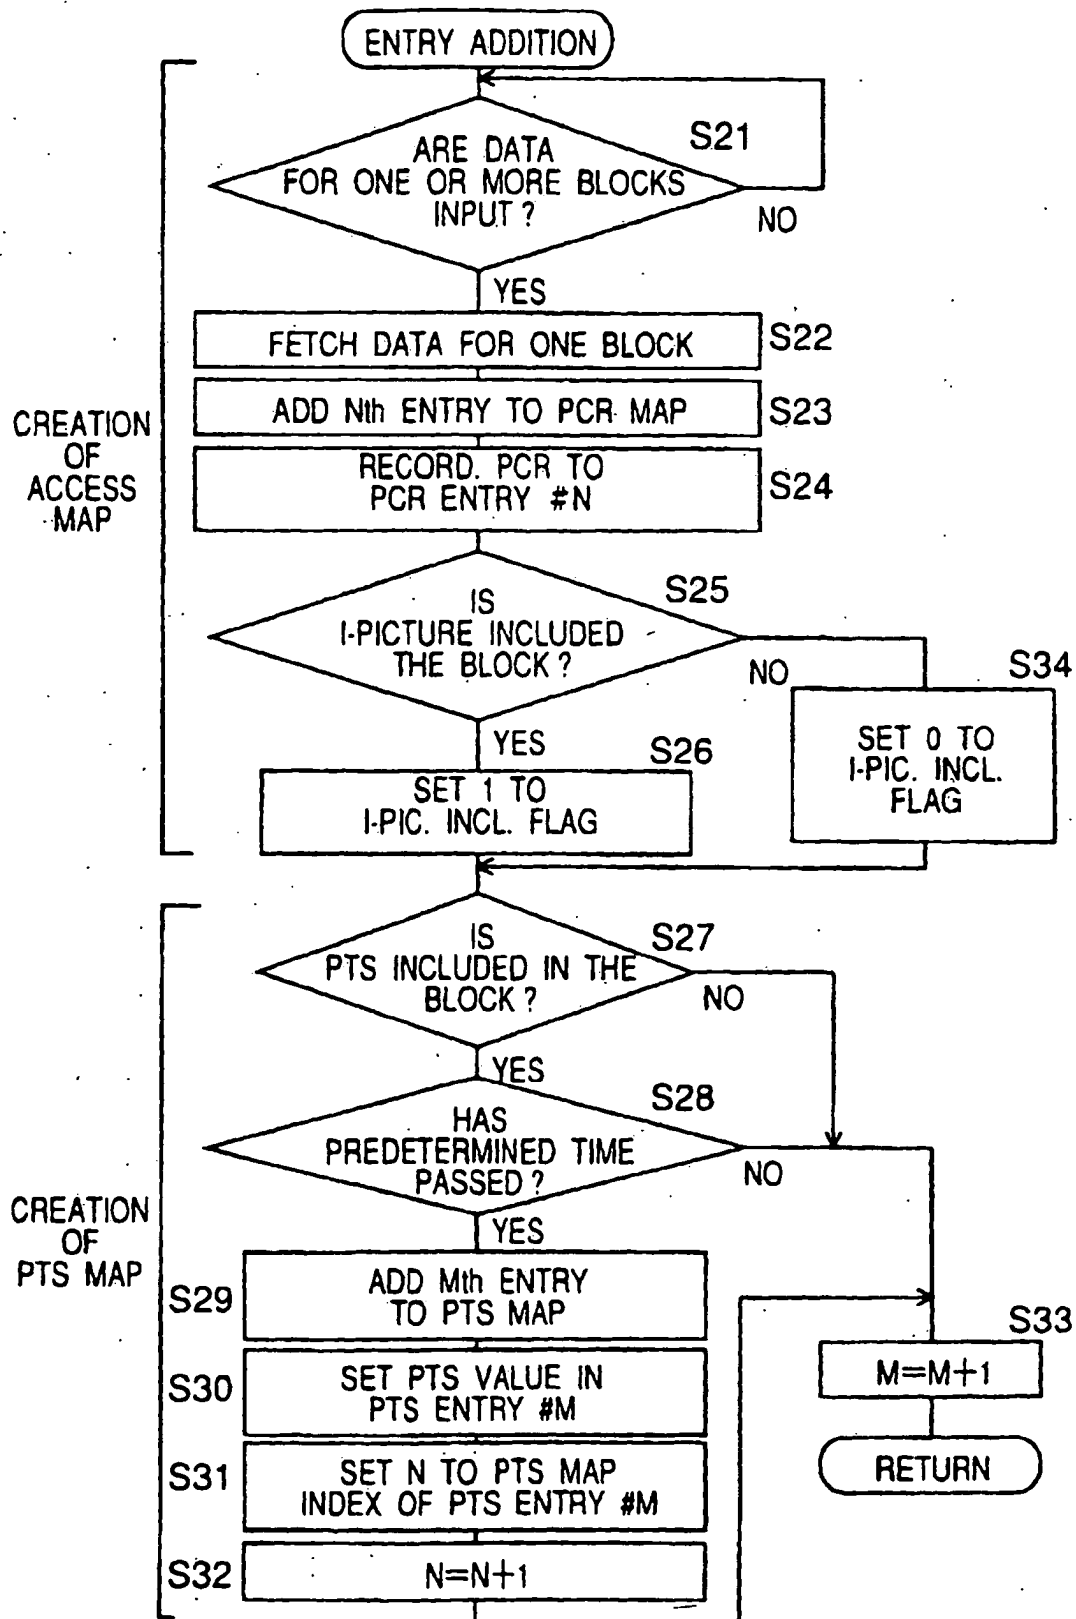 ENTRY ADDITION
S21
ARE DATA
FOR ONE OR MORE BLOCKS
INPUT ?
NO
YES
FETCH DATA FOR ONE BLOCK
S22
ADD Nth ENTRY TO PCR MAP
S23
RECORD. PCR TO
PCR ENTRY #N
S24
CREATION
OF
ACCESS
MAP
S25
IS
I-PICTURE INCLUDED
THE BLOCK ?
NO
S34
YES
SET 0 TO
I-PIC. INCL.
FLAG
S26
SET 1 TO
I-PIC. INCL. FLAG
S27
IS
PTS INCLUDED IN THE
BLOCK ?
NO
YES
S28
HAS
PREDETERMINED TIME
PASSED ?
NO
YES
CREATION
OF
PTS MAP
S29
ADD Mth ENTRY
TO PTS MAP
S33
M=M+1
S30
SET PTS VALUE IN
PTS ENTRY #M
RETURN
S31
SET N TO PTS MAP
INDEX OF PTS ENTRY #M
S32
N=N+1